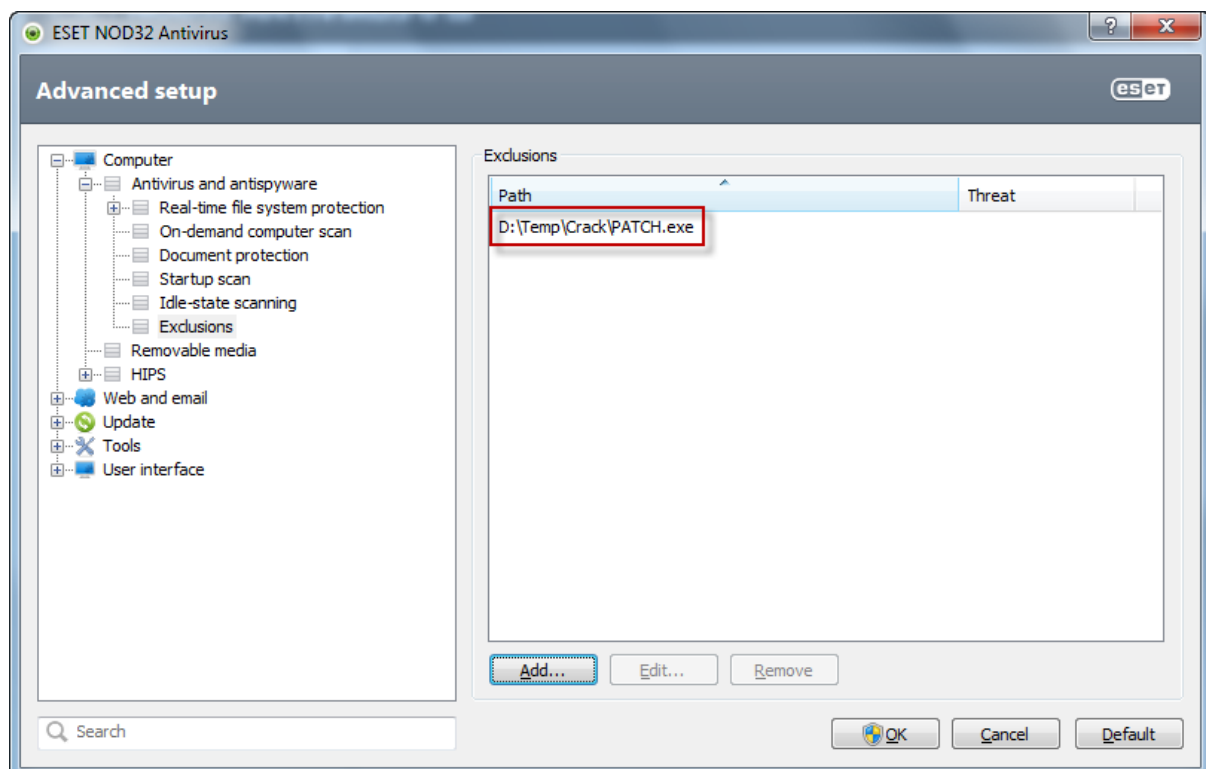 ESET NOD32 Antivirus
?
X
Advanced setup
eset
Computer
Antivirus and antispyware
Real-time file system protection
On-demand computer scan
Document protection
Startup scan
Idle-state scanning
Exclusions
Removable media
HIPS
Web and email
Update
Tools
User interface
Search
Exclusions
Path Threat
D:\Temp\Crack\PATCH.exe
Add... Edit... Remove
OK Cancel Default